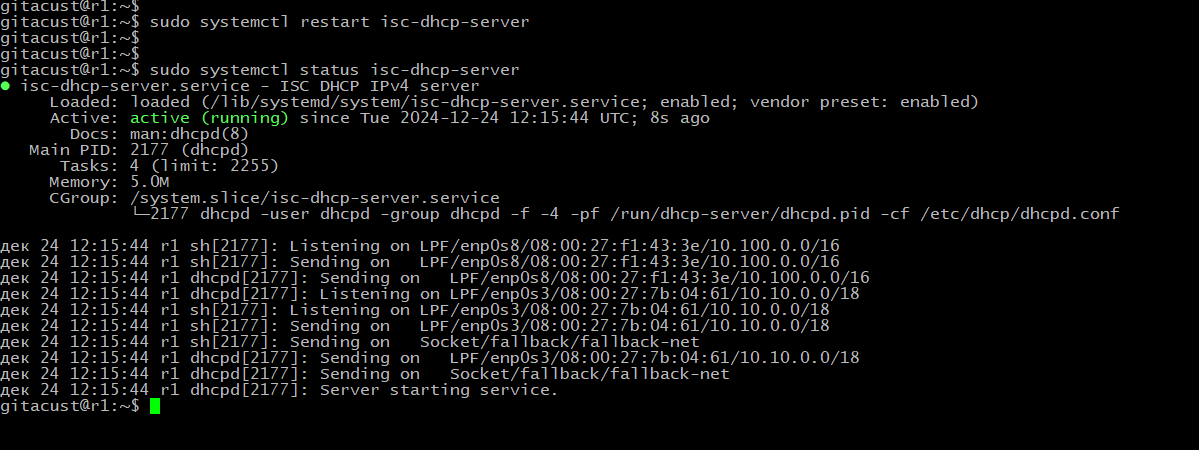 gitacust@r1:~$
gitacust@r1:~$ sudo systemctl restart isc-dhcp-server
gitacust@r1:~$
gitacust@r1:~$
gitacust@r1:~$ sudo systemctl status isc-dhcp-server
● isc-dhcp-server.service - ISC DHCP IPv4 server
Loaded: loaded (/lib/systemd/system/isc-dhcp-server.service; enabled; vendor preset: enabled)
Active: active (running) since Tue 2024-12-24 12:15:44 UTC; 8s ago
Docs: man:dhcpd(8)
Main PID: 2177 (dhcpd)
Tasks: 4 (limit: 2255)
Memory: 5.0M
CGroup: /system.slice/isc-dhcp-server.service
└─2177 dhcpd -user dhcpd -group dhcpd -f -4 -pf /run/dhcp-server/dhcpd.pid -cf /etc/dhcp/dhcpd.conf
дек 24 12:15:44 r1 sh[2177]: Listening on LPF/enp0s8/08:00:27:f1:43:3e/10.100.0.0/16
дек 24 12:15:44 r1 sh[2177]: Sending on   LPF/enp0s8/08:00:27:f1:43:3e/10.100.0.0/16
дек 24 12:15:44 r1 dhcpd[2177]: Sending on   LPF/enp0s8/08:00:27:f1:43:3e/10.100.0.0/16
дек 24 12:15:44 r1 dhcpd[2177]: Listening on LPF/enp0s3/08:00:27:7b:04:61/10.10.0.0/18
дек 24 12:15:44 r1 sh[2177]: Listening on LPF/enp0s3/08:00:27:7b:04:61/10.10.0.0/18
дек 24 12:15:44 r1 sh[2177]: Sending on   LPF/enp0s3/08:00:27:7b:04:61/10.10.0.0/18
дек 24 12:15:44 r1 sh[2177]: Sending on   Socket/fallback/fallback-net
дек 24 12:15:44 r1 dhcpd[2177]: Sending on   LPF/enp0s3/08:00:27:7b:04:61/10.10.0.0/18
дек 24 12:15:44 r1 dhcpd[2177]: Sending on   Socket/fallback/fallback-net
дек 24 12:15:44 r1 dhcpd[2177]: Server starting service.
gitacust@r1:~$